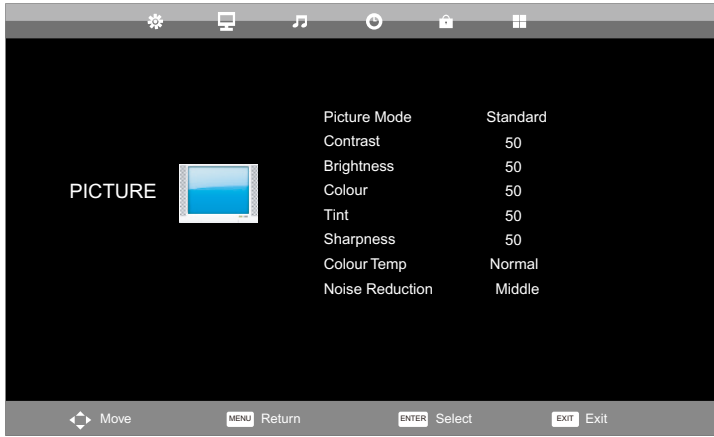 PICTURE
Picture Mode Standard
Contrast 50
Brightness 50
Colour 50
Tint 50
Sharpness 50
Colour Temp Normal
Noise Reduction Middle
Move MENU Return ENTER Select EXIT Exit